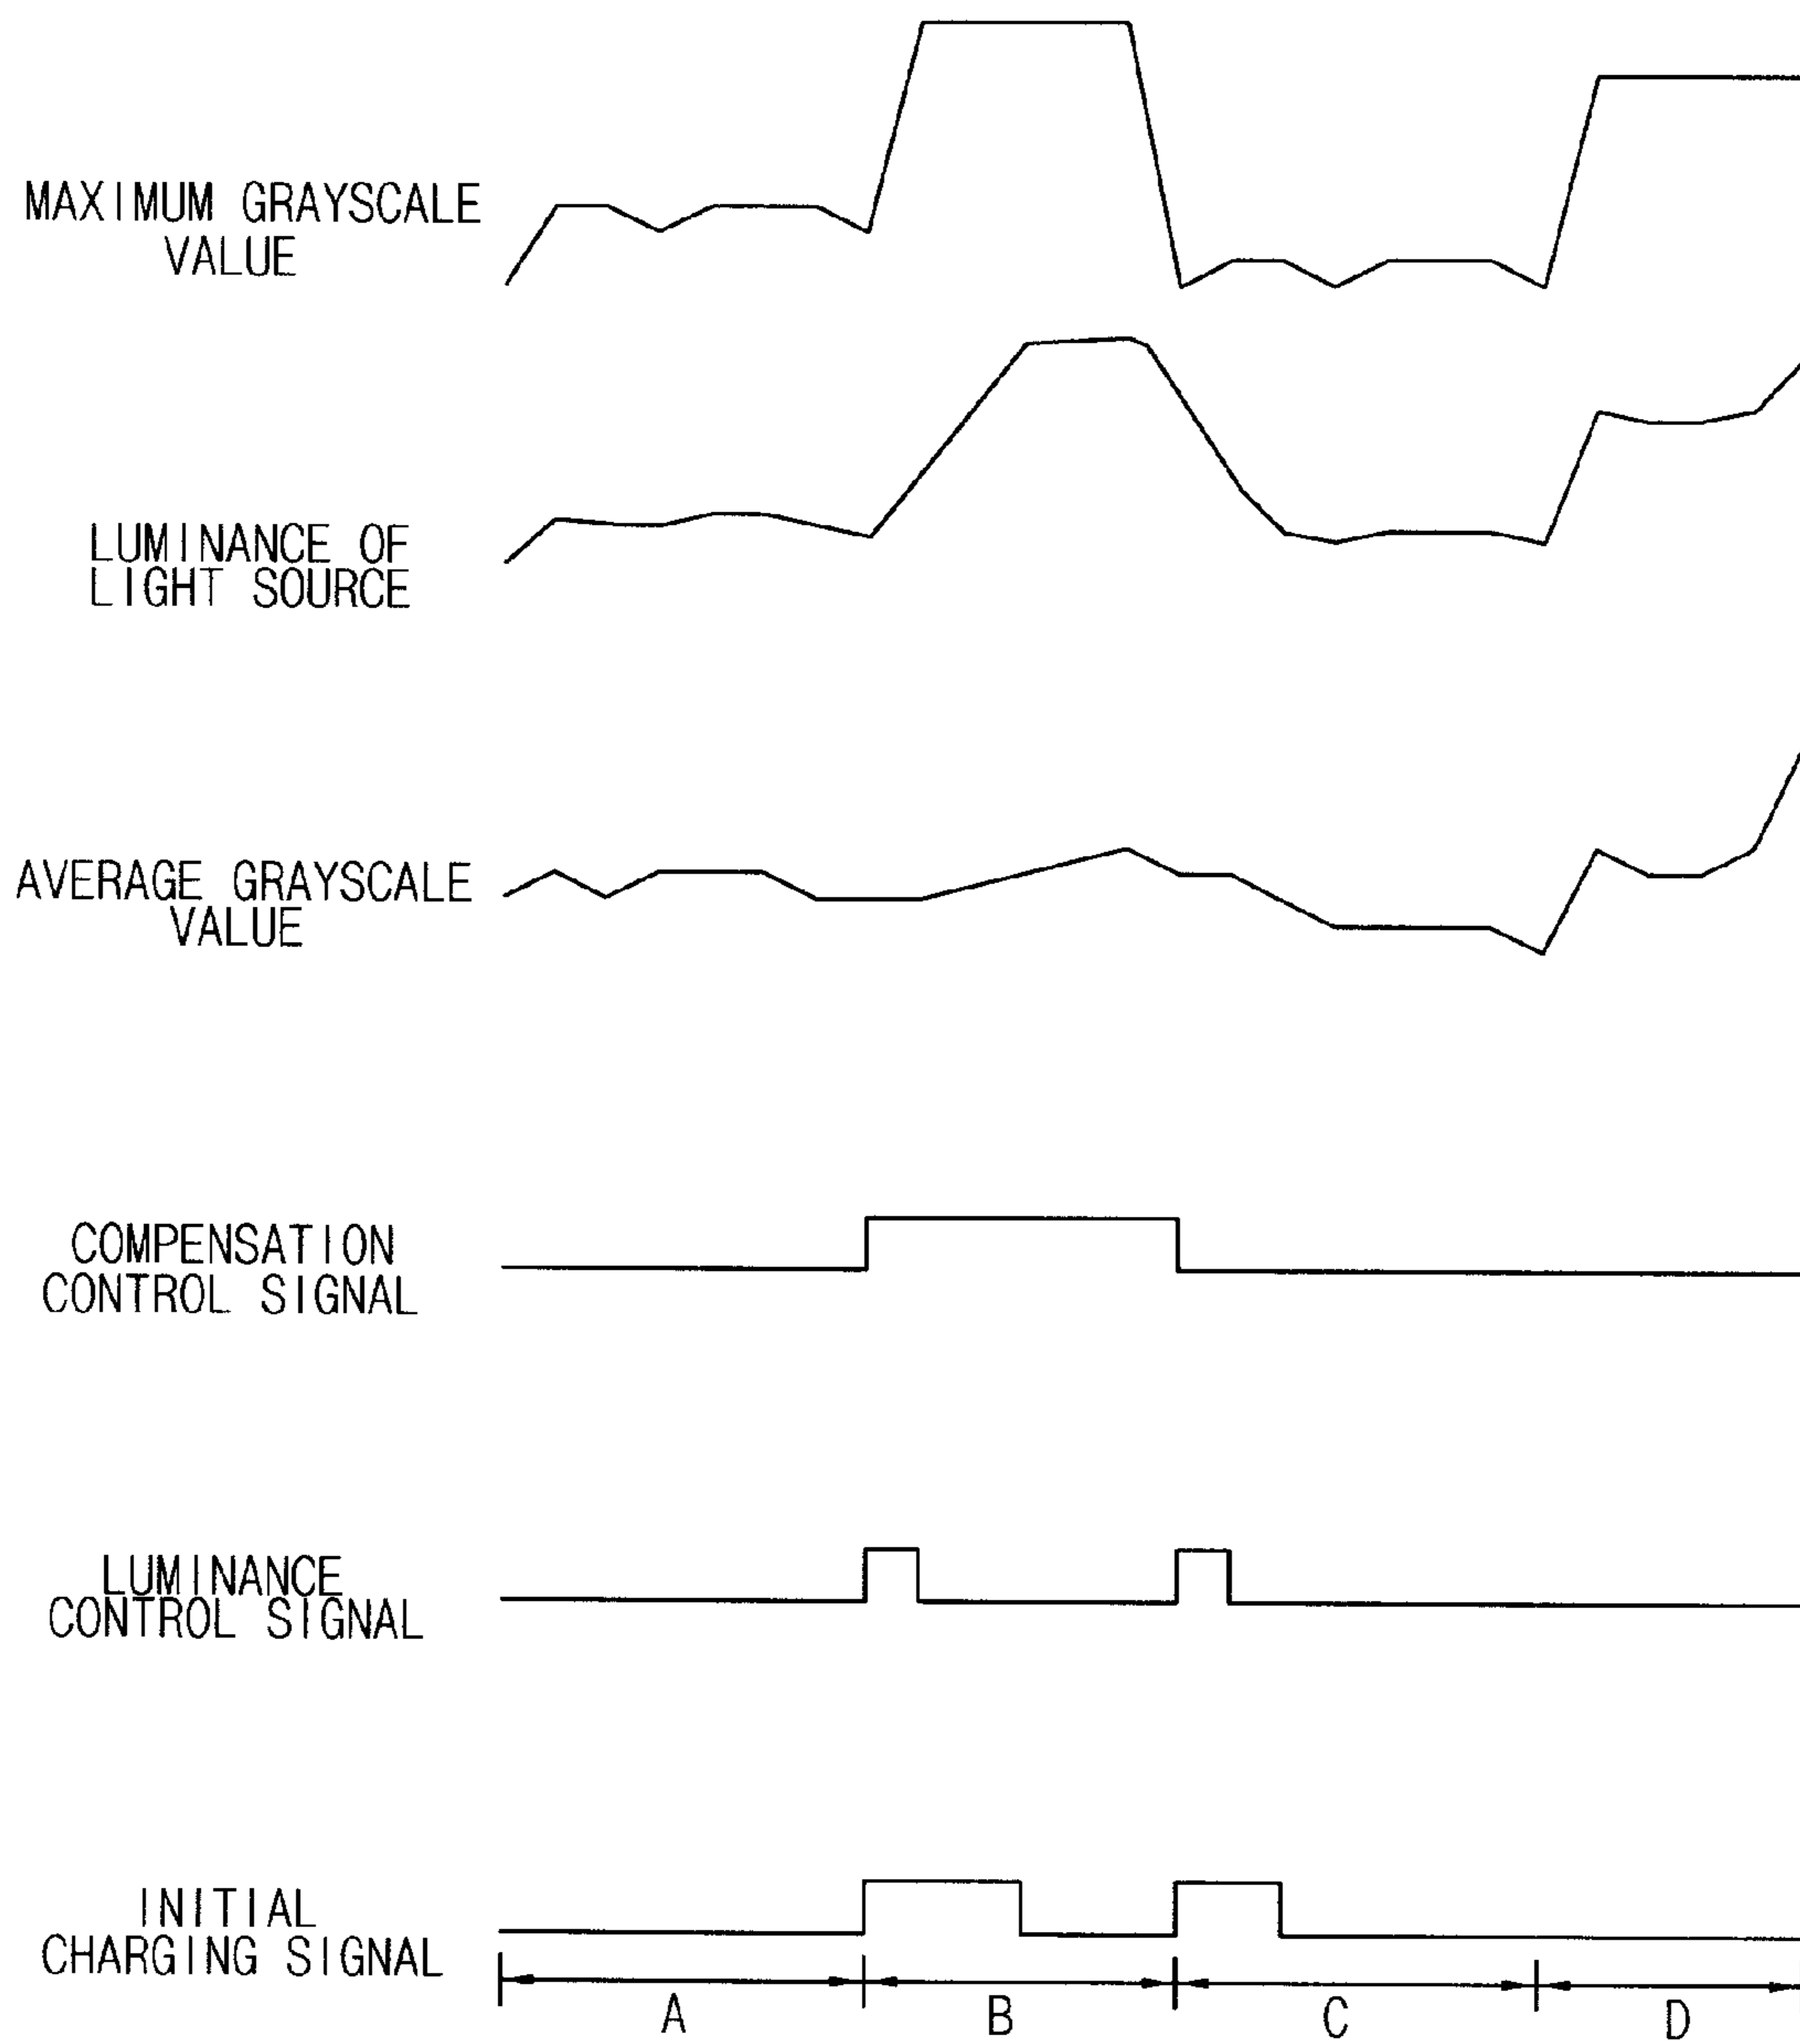 MAXIMUM GRAYSCALE
VALUE
LUMINANCE OF
LIGHT SOURCE
AVERAGE GRAYSCALE
VALUE
COMPENSATION
CONTROL SIGNAL
LUMINANCE
CONTROL SIGNAL
INITIAL
CHARGING SIGNAL
A B C D